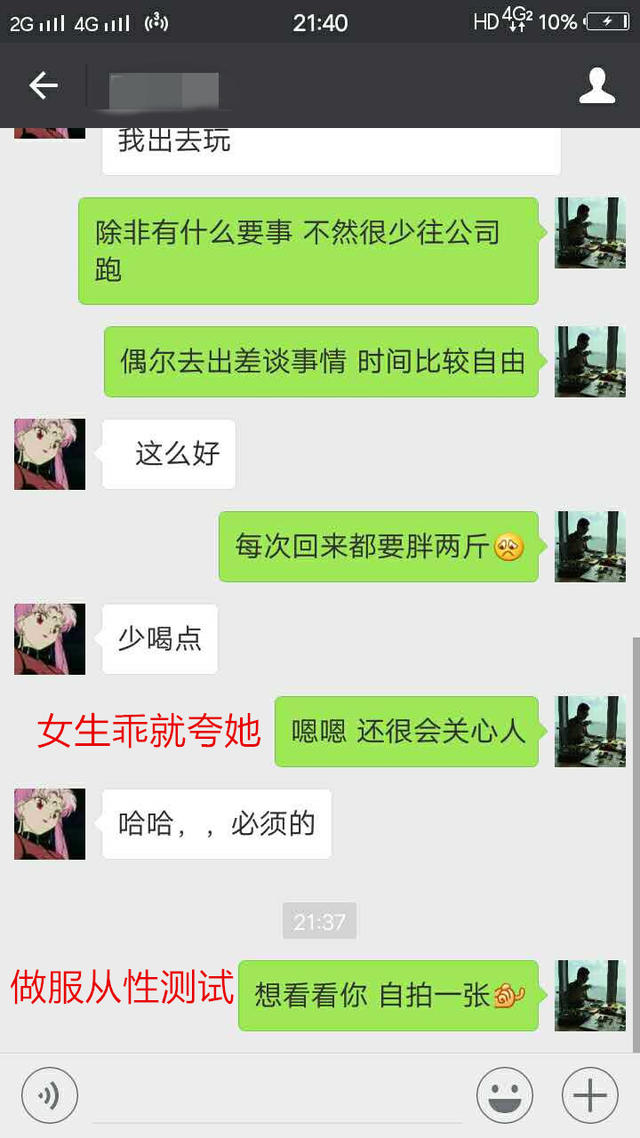 2G 4G 21:40 HD 4G2 10%
我出去玩
除非有什么要事 不然很少往公司
跑
偶尔去出差谈事情 时间比较自由
这么好
每次回来都要胖两斤
少喝点
女生乖就夸她
嗯嗯 还很会关心人
哈哈，，必须的
21:37
做服从性测试
想看看你 自拍一张